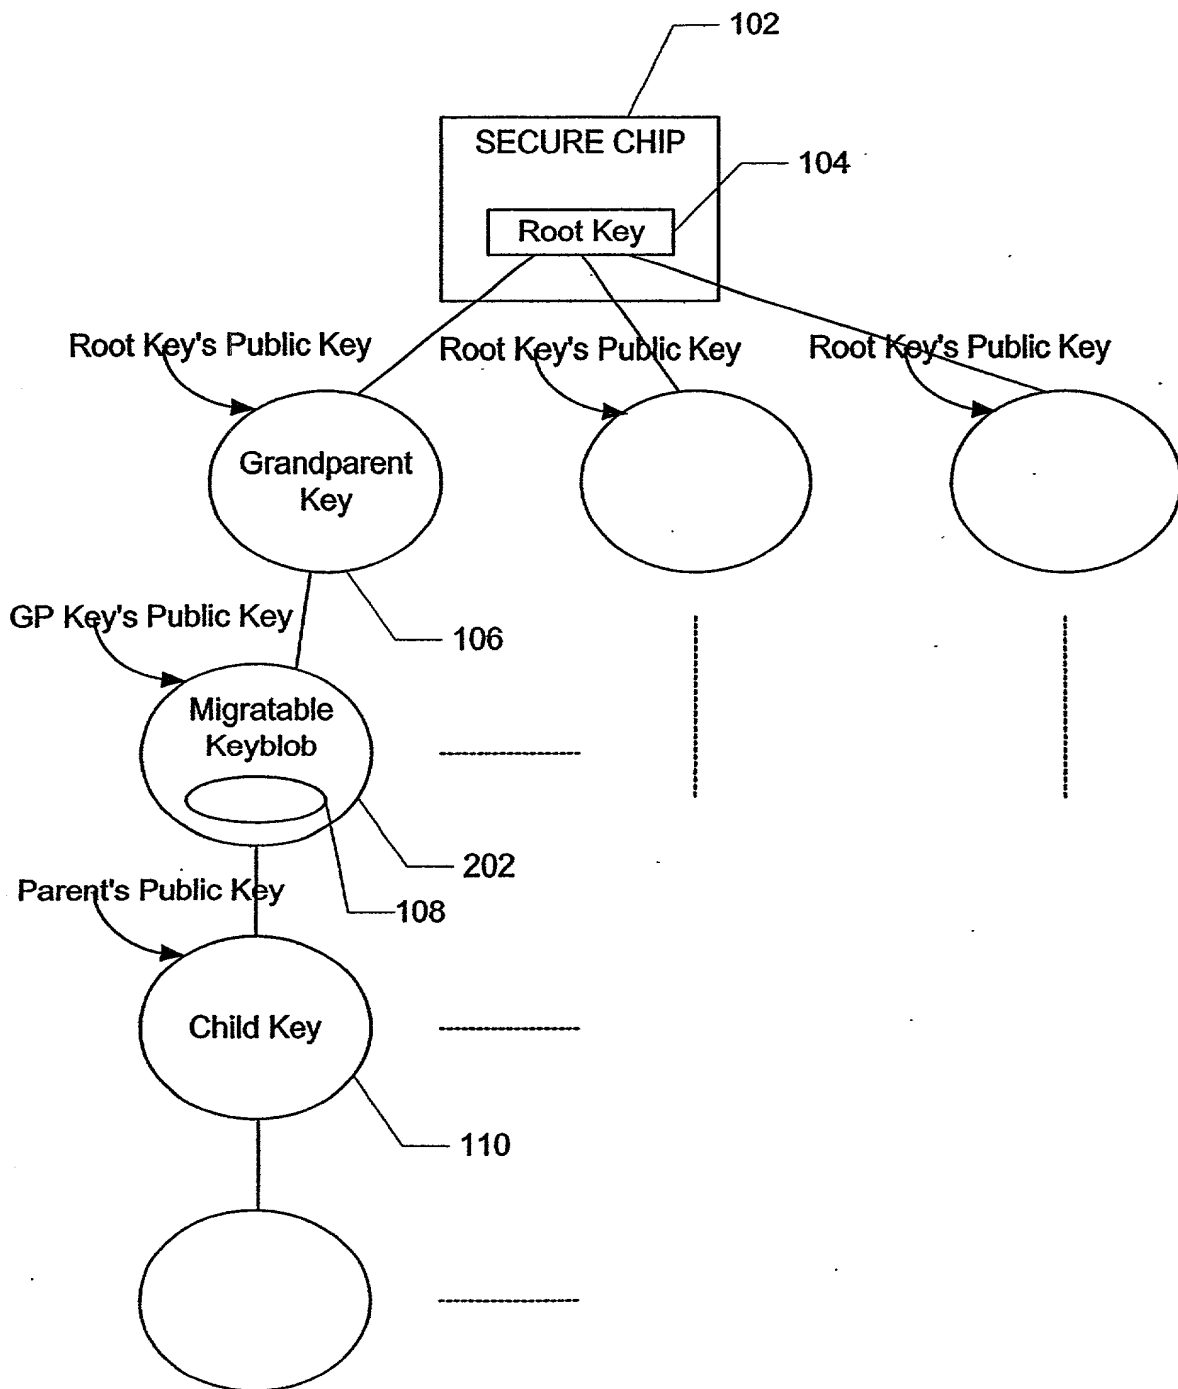 102
SECURE CHIP
104
Root Key
Root Key's Public Key
Root Key's Public Key
Root Key's Public Key
Grandparent
Key
GP Key's Public Key
106
Migratable
Keyblob
202
Parent's Public Key
108
Child Key
110